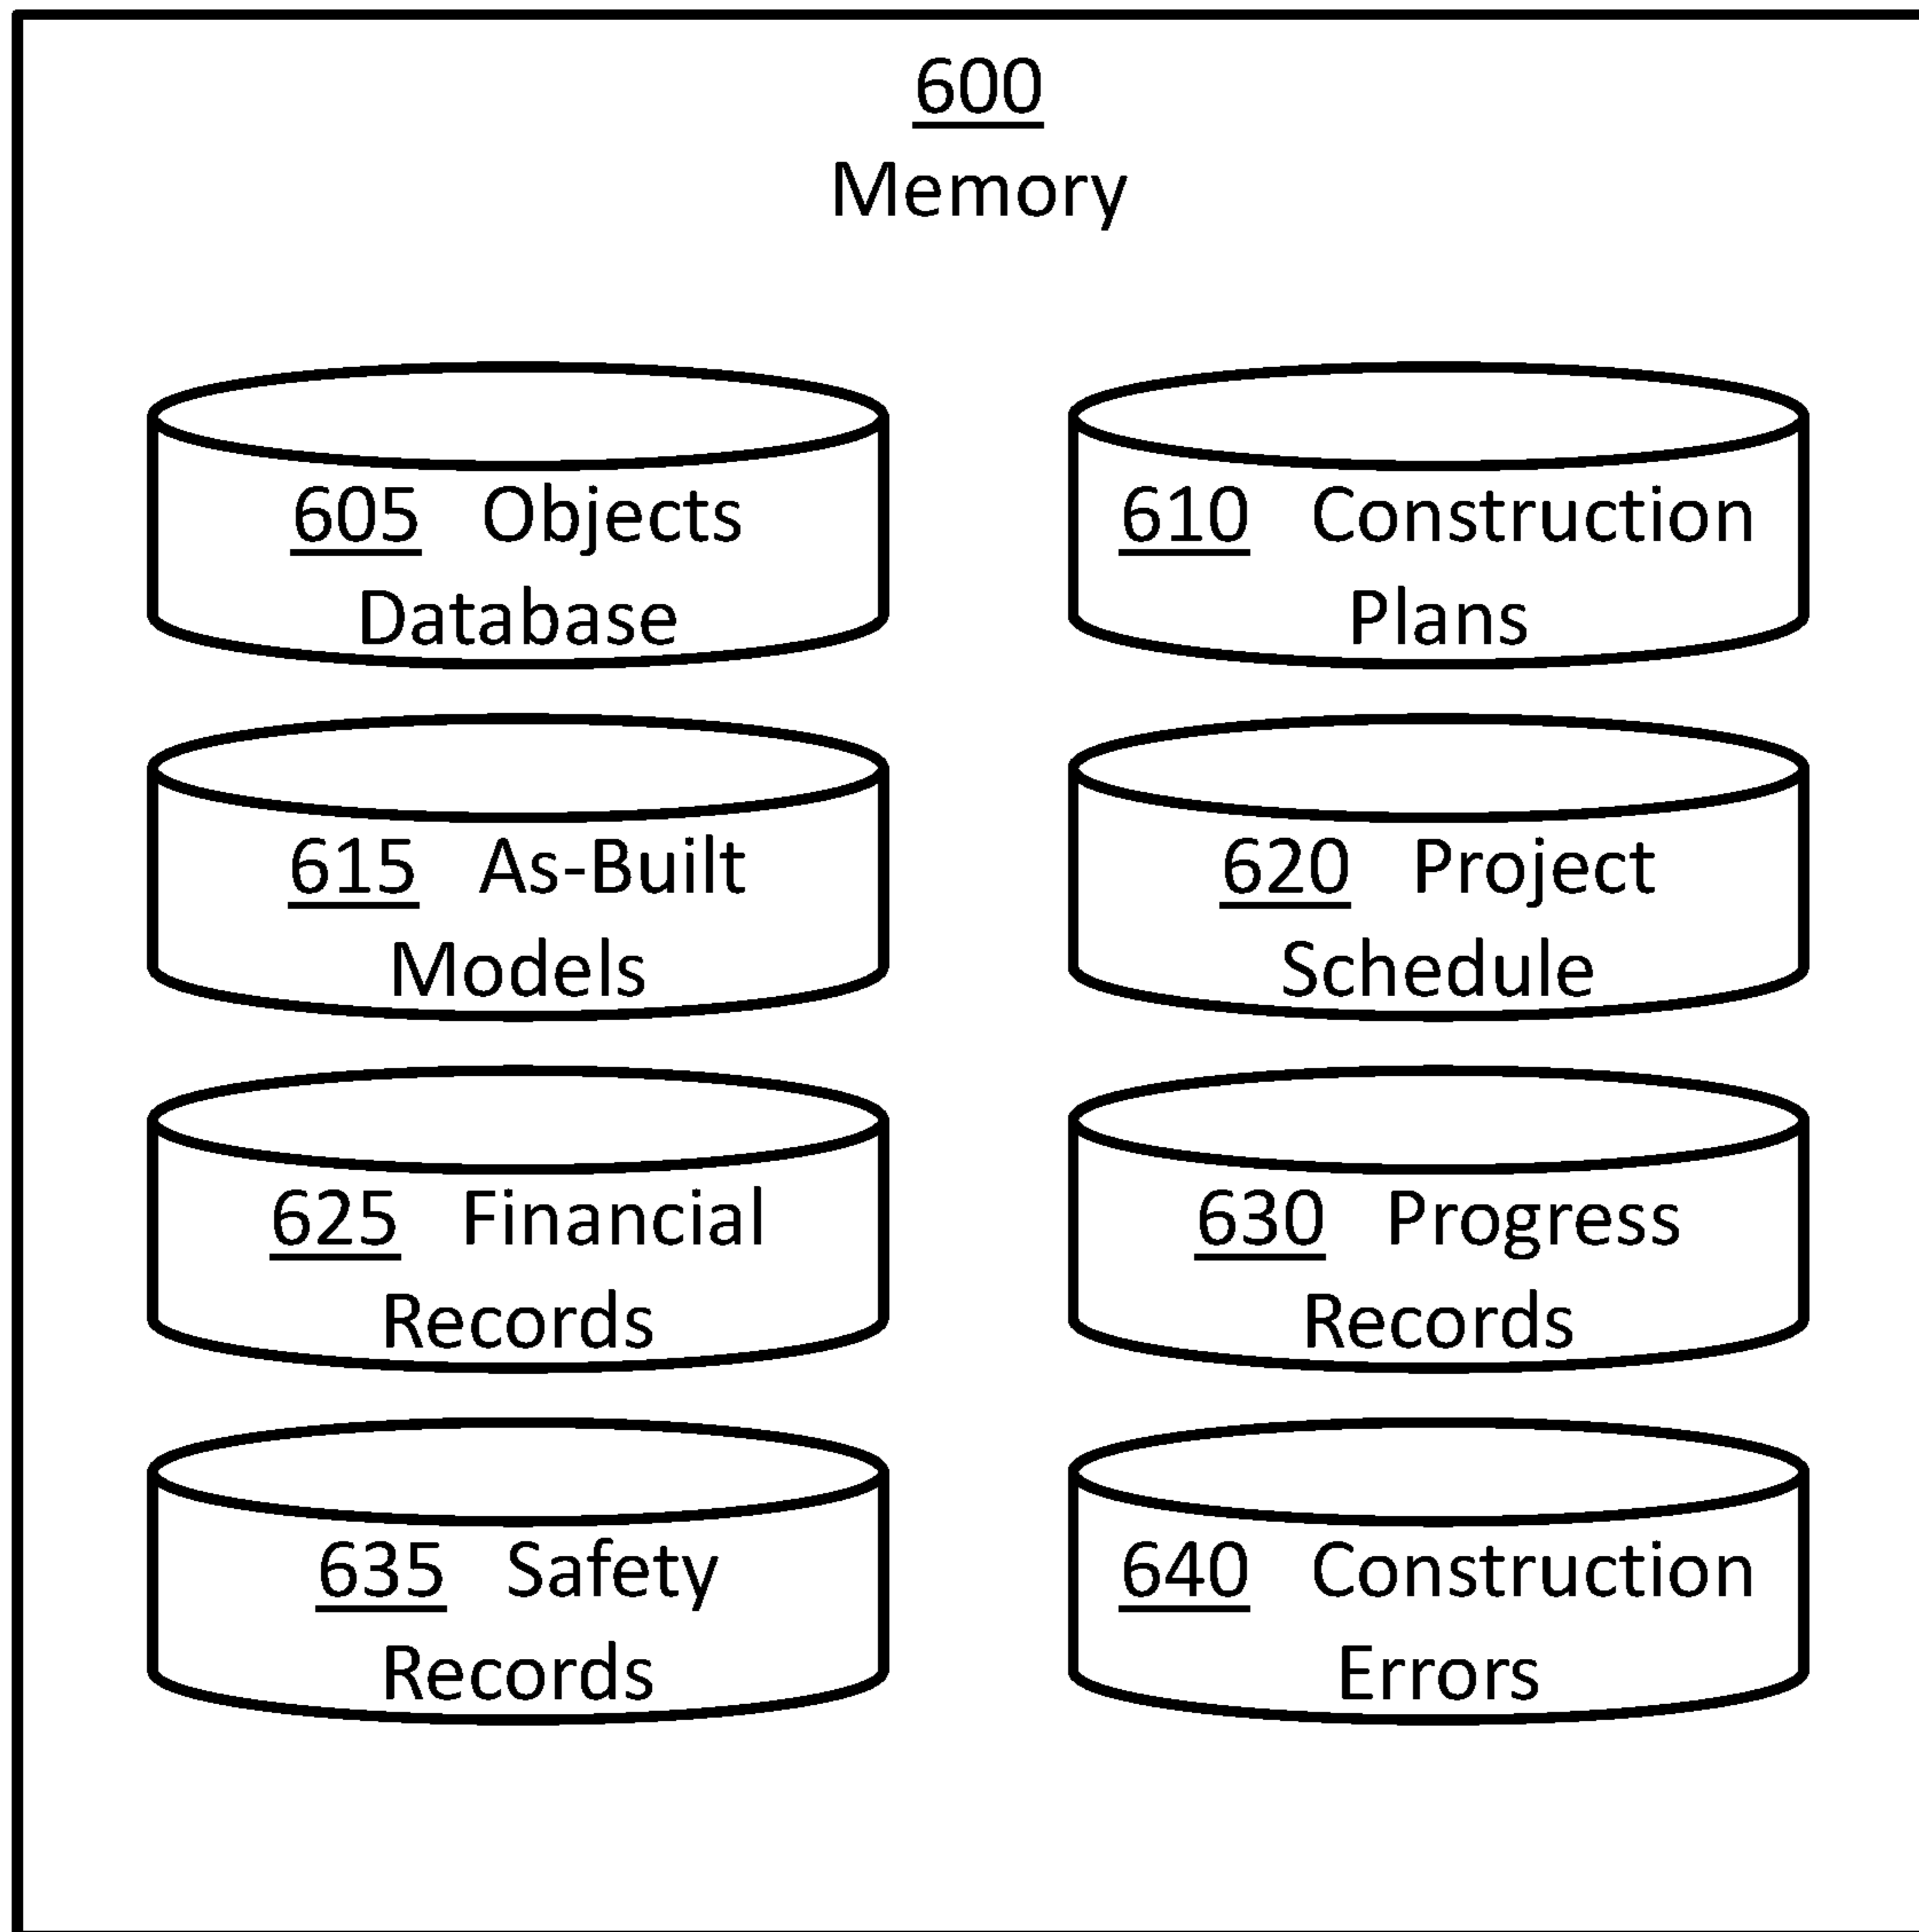 600
Memory
605 Objects
Database
610 Construction
Plans
615 As-Built
Models
620 Project
Schedule
625 Financial
Records
630 Progress
Records
635 Safety
Records
640 Construction
Errors